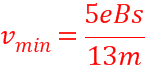 v_min = 5eBs / 13m